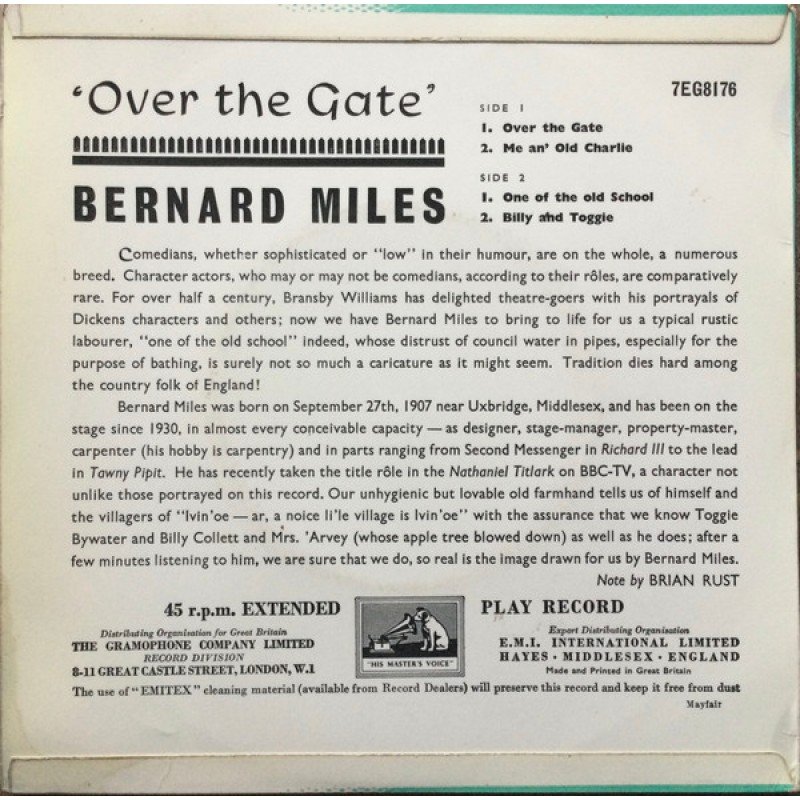 ‘Over the Gate’
7EG8176
SIDE 1
1. Over the Gate
2. Me an' Old Charlie
SIDE 2
1. One of the old School
2. Billy and Toggie
BERNARD MILES
Comedians, whether sophisticated or "low" in their humour, are on the whole, a numerous
breed. Character actors, who may or may not be comedians, according to their rôles, are comparatively
rare. For over half a century, Bransby Williams has delighted theatre-goers with his portrayals of
Dickens characters and others; now we have Bernard Miles to bring to life for us a typical rustic
labourer, "one of the old school" indeed, whose distrust of council water in pipes, especially for the
purpose of bathing, is surely not so much a caricature as it might seem. Tradition dies hard among
the country folk of England!
Bernard Miles was born on September 27th, 1907 near Uxbridge, Middlesex, and has been on the
stage since 1930, in almost every conceivable capacity — as designer, stage-manager, property-master,
carpenter (his hobby is carpentry) and in parts ranging from Second Messenger in Richard III to the lead
in Tawny Pipit. He has recently taken the title rôle in the Nathaniel Titlark on BBC-TV, a character not
unlike those portrayed on this record. Our unhygienic but lovable old farmhand tells us of himself and
the villagers of "Ivin'oe — ar, a noice li'le village is Ivin'oe" with the assurance that we know Toggie
Bywater and Billy Collett and Mrs. 'Arvey (whose apple tree blowed down) as well as he does; after a
few minutes listening to him, we are sure that we do, so real is the image drawn for us by Bernard Miles.
Note by BRIAN RUST
45 r.p.m. EXTENDED PLAY RECORD
Distributing Organisation for Great Britain
THE GRAMOPHONE COMPANY LIMITED
RECORD DIVISION
8-11 GREAT CASTLE STREET, LONDON, W.1
"HIS MASTER'S VOICE"
Export Distributing Organisation
E.M.I. INTERNATIONAL LIMITED
HAYES · MIDDLESEX · ENGLAND
Made and Printed in Great Britain
The use of "EMITEX" cleaning material (available from Record Dealers) will preserve this record and keep it free from dust
Mayfair